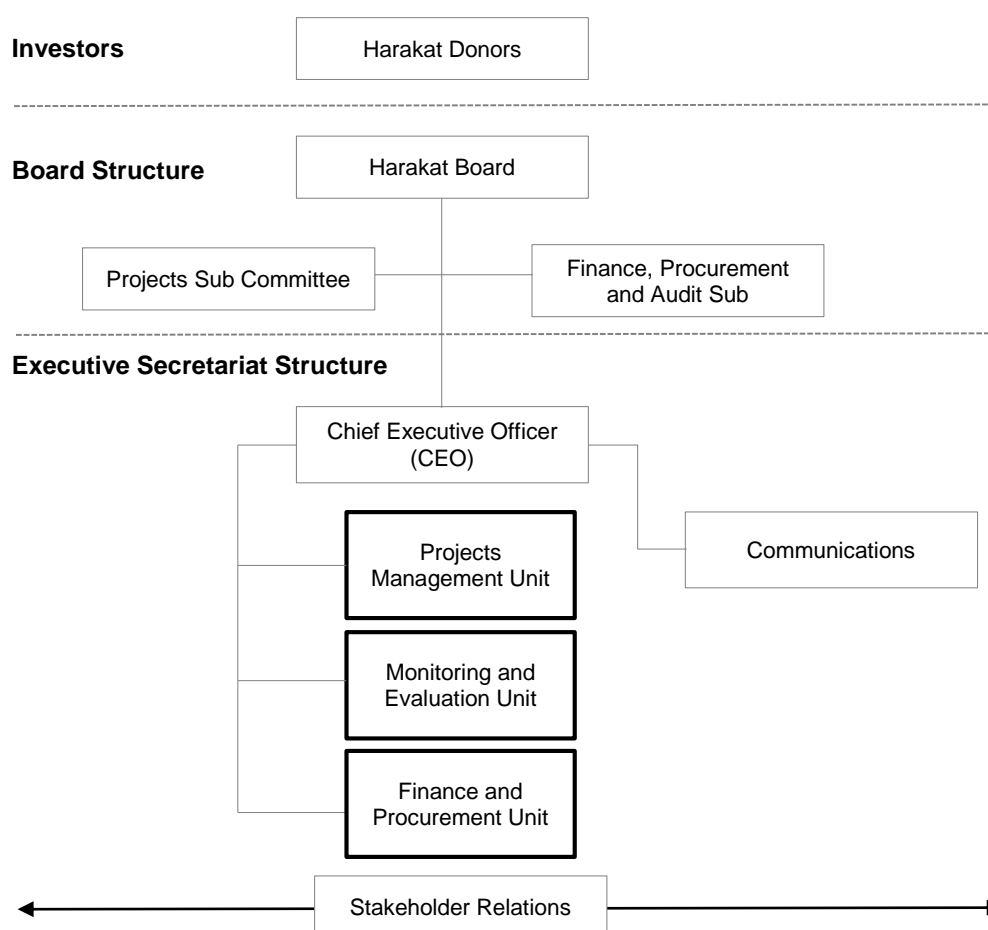 Investors
Harakat Donors
Board Structure
Harakat Board
Projects Sub Committee
Finance, Procurement
and Audit Sub
Executive Secretariat Structure
Chief Executive Officer
(CEO)
Projects
Management Unit
Communications
Monitoring and
Evaluation Unit
Finance and
Procurement Unit
Stakeholder Relations